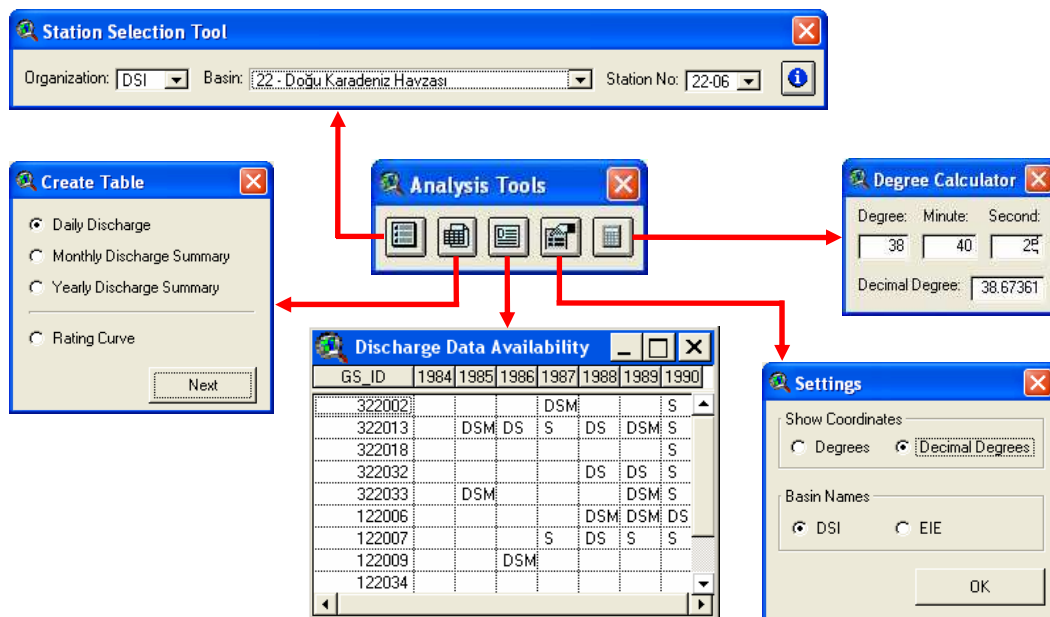 Station Selection Tool
Organization: DSI Basin: 22 - Doğu Karadeniz Havzası Station No: 22-06
Create Table
Daily Discharge
Monthly Discharge Summary
Yearly Discharge Summary
Rating Curve
Next
Analysis Tools
Degree Calculator
Degree: Minute: Second:
38 40 25
Decimal Degree: 38.67361
Discharge Data Availability
GS_ID 1984 1985 1986 1987 1988 1989 1990
322002 DSM S
322013 DSM DS S DS DSM S
322018 S
322032 DS DS S
322033 DSM DSM S
122006 DSM DSM DS
122007 S DS S S
122009 DSM
122034
Settings
Show Coordinates
Degrees Decimal Degrees
Basin Names
DSI EIE
OK